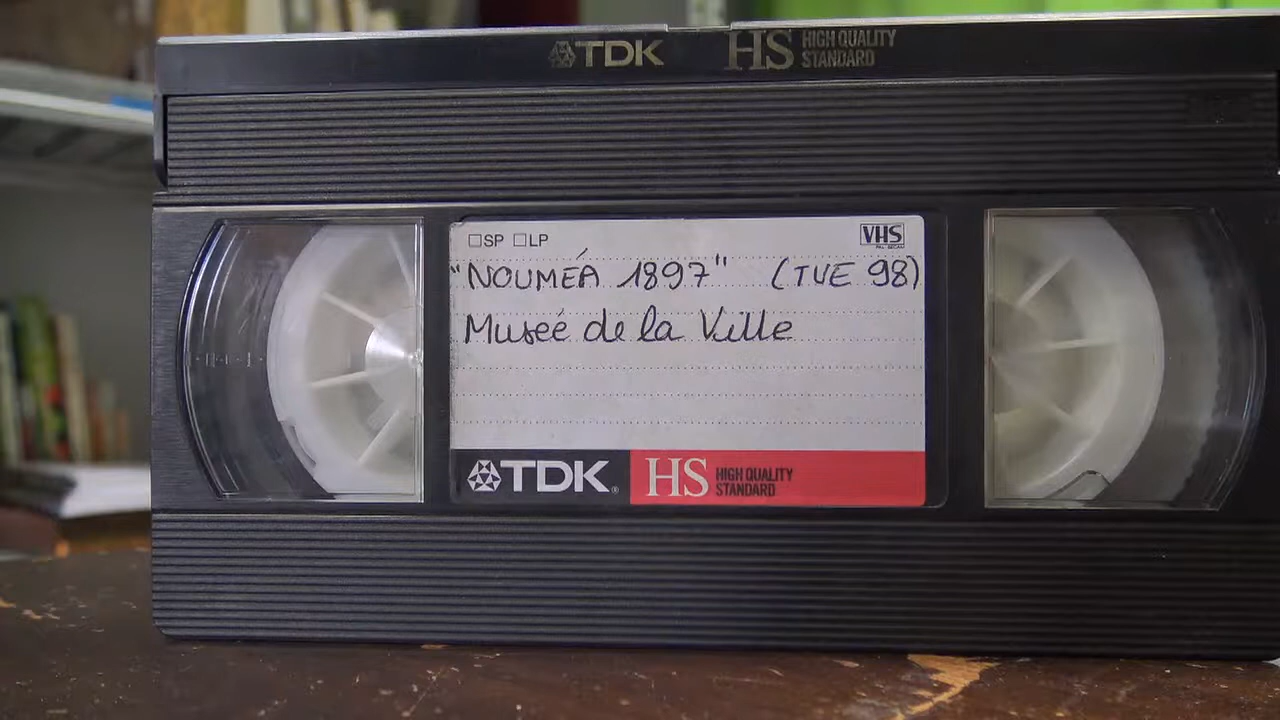 TDK HS HIGH QUALITY STANDARD
SP LP VHS
"NOUMÉA 1897" (TVE 98)
Museé de la Ville
TDK® HS HIGH QUALITY STANDARD